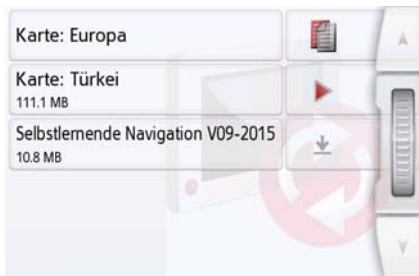 Karte: Europa
Karte: Türkei
111.1 MB
Selbstlernende Navigation V09-2015
10.8 MB